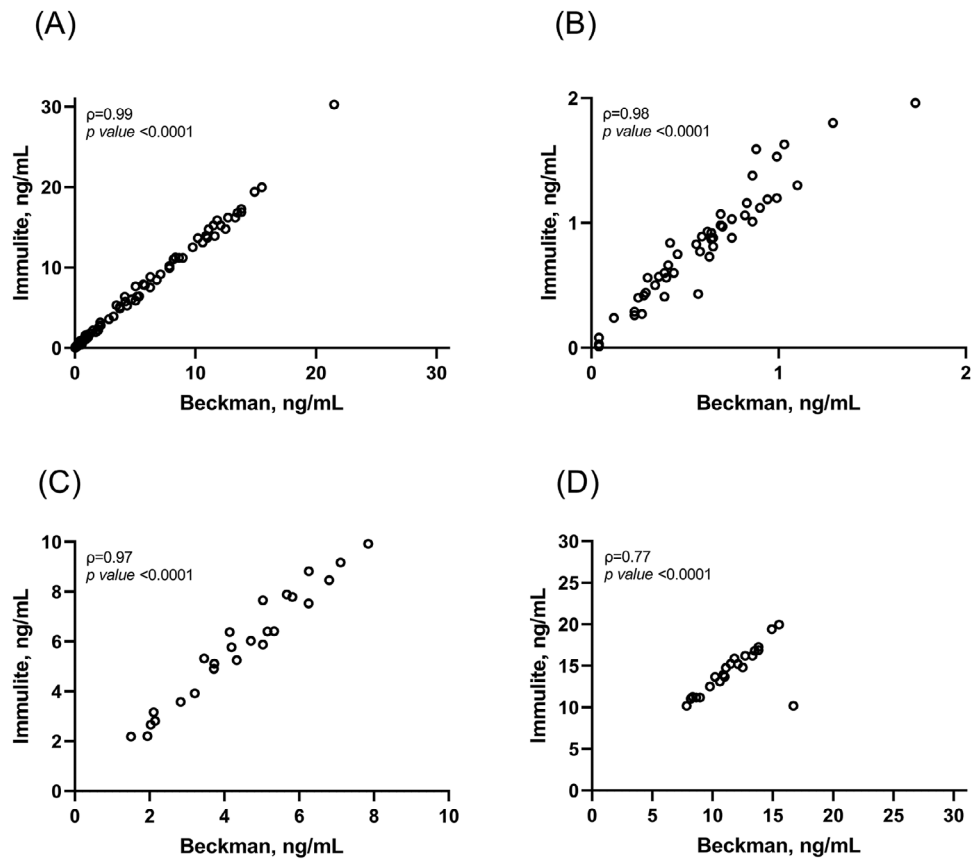 (A)
ρ=0.99
p value <0.0001
Immulite, ng/mL
30
20
10
0
0 10 20 30
Beckman, ng/mL
(B)
ρ=0.98
p value <0.0001
Immulite, ng/mL
2
1
0
0 1 2
Beckman, ng/mL
(C)
ρ=0.97
p value <0.0001
Immulite, ng/mL
10
8
6
4
2
0
0 2 4 6 8 10
Beckman, ng/mL
(D)
ρ=0.77
p value <0.0001
Immulite, ng/mL
30
25
20
15
10
5
0
0 5 10 15 20 25 30
Beckman, ng/mL